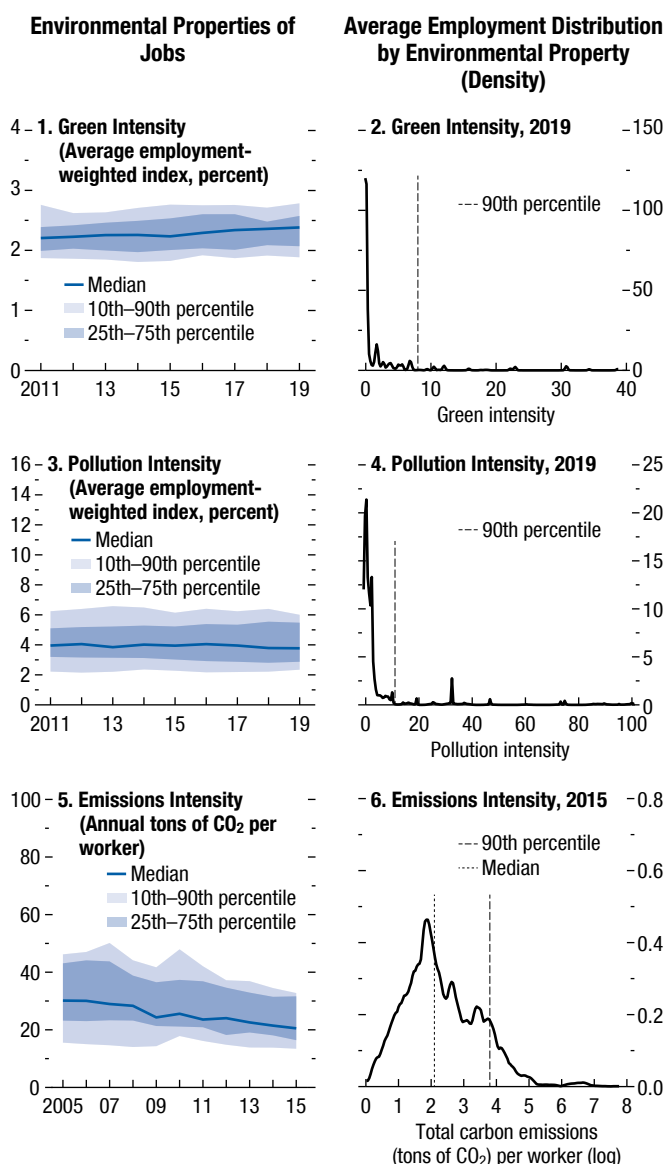 Environmental Properties of
Jobs
Average Employment Distribution
by Environmental Property
(Density)
1. Green Intensity
(Average employment-
weighted index, percent)
4
3
2
1
0
Median
10th–90th percentile
25th–75th percentile
2011 13 15 17 19
2. Green Intensity, 2019
90th percentile
150
100
50
0
0 10 20 30 40
Green intensity
3. Pollution Intensity
(Average employment-
weighted index, percent)
16
14
12
10
8
6
4
2
0
Median
10th–90th percentile
25th–75th percentile
2011 13 15 17 19
4. Pollution Intensity, 2019
90th percentile
25
20
15
10
5
0
0 20 40 60 80 100
Pollution intensity
5. Emissions Intensity
(Annual tons of CO₂ per
worker)
100
80
60
40
20
0
Median
10th–90th percentile
25th–75th percentile
2005 07 09 11 13 15
6. Emissions Intensity, 2015
90th percentile
Median
0.8
0.6
0.4
0.2
0.0
0 1 2 3 4 5 6 7 8
Total carbon emissions
(tons of CO₂) per worker (log)